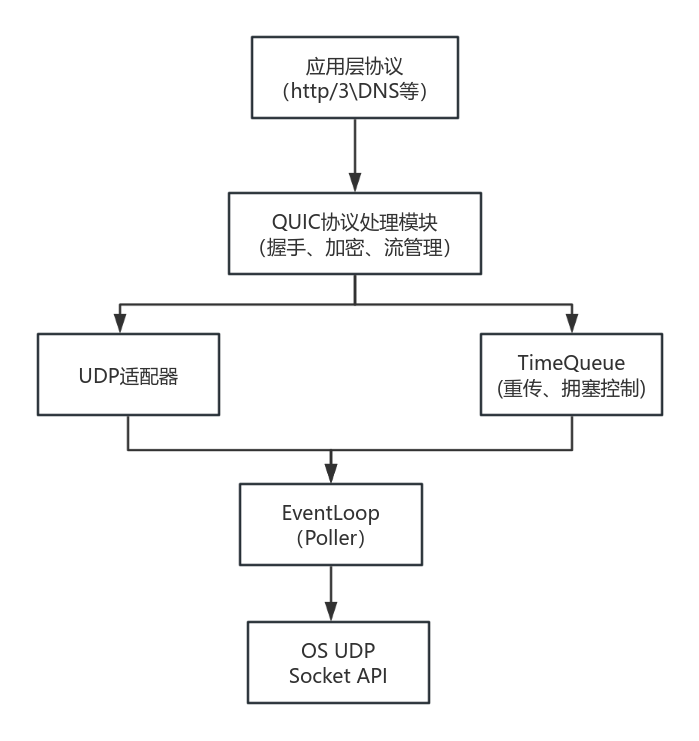 应用层协议
（http/3\DNS等）
QUIC协议处理模块
（握手、加密、流管理）
UDP适配器
TimeQueue
(重传、拥塞控制)
EventLoop
（Poller）
OS UDP
Socket API